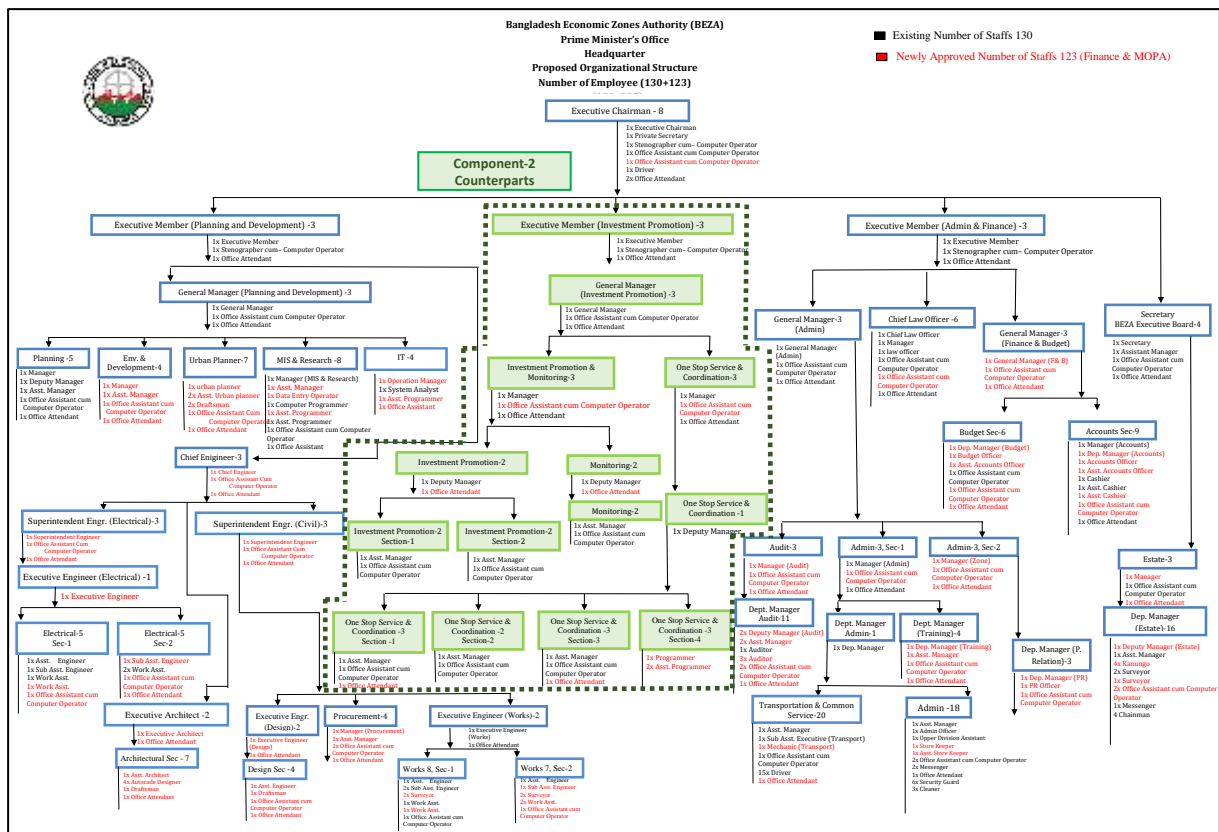 Bangladesh Economic Zones Authority (BEZA)
Prime Minister's Office
Headquarter
Proposed Organizational Structure
Number of Employee (130+123)
Existing Number of Staffs 130
Newly Approved Number of Staffs 123 (Finance & MOPA)
Executive Chairman - 8
1x Executive Chairman
1x Private Secretary
1x Stenographer cum– Computer Operator
1x Office Assistant cum Computer Operator
1x Office Assistant cum Computer Operator
1x Driver
2x Office Attendant
Component-2
Counterparts
Executive Member (Planning and Development) -3
1x Executive Member
1x Stenographer cum– Computer Operator
1x Office Attendant
Executive Member (Investment Promotion) -3
1x Executive Member
1x Stenographer cum– Computer Operator
1x Office Attendant
Executive Member (Admin & Finance) -3
1x Executive Member
1x Stenographer cum– Computer Operator
1x Office Attendant
General Manager (Planning and Development) -3
1x General Manager
1x Office Assistant cum Computer Operator
1x Office Attendant
General Manager
(Investment Promotion) -3
1x General Manager
1x Office Assistant cum Computer Operator
1x Office Attendant
General Manager-3
(Admin)
1x General Manager
(Admin)
1x Office Assistant cum
Computer Operator
1x Office Attendant
Chief Law Officer -6
1x Chief Law Officer
1x Manager
1x law officer
1x Office Assistant cum
Computer Operator
1x Office Assistant cum
Computer Operator
1x Office Attendant
General Manager-3
(Finance & Budget)
1x General Manager (F& B)
1x Office Assistant cum
Computer Operator
1x Office Attendant
Secretary
BEZA Executive Board-4
1x Secretary
1x Assistant Manager
1x Office Assistant cum
Computer Operator
1x Office Attendant
Planning -5
1x Manager
1x Deputy Manager
1x Asst. Manager
1x Office Assistant cum
Computer Operator
1x Office Attendant
Env. &
Development-4
1x Manager
1x Asst. Manager
1x Office Assistant cum
Computer Operator
1x Office Attendant
Urban Planner-7
1x urban planner
2x Asst. Urban planner
2x Draftsman
1x Office Assistant Cum
Computer Operator
1x Office Attendant
MIS & Research -8
1x Manager (MIS & Research)
1x Asst. Manager
1x Data Entry Operator
1x Computer Programmer
1x Asst. Programmer
1x Asst. Programmer
1x Office Assistant cum Computer
Operator
1x Office Assistant
IT -4
1x Operation Manager
1x System Analyst
1x Asst. Programmer
1x Office Assistant
Investment Promotion &
Monitoring-3
1x Manager
1x Office Assistant cum Computer Operator
1x Office Attendant
One Stop Service &
Coordination-3
1x Manager
1x Office Assistant cum
Computer Operator
1x Office Attendant
Budget Sec-6
1x Dep. Manager (Budget)
1x Budget Officer
1x Asst. Accounts Officer
1x Office Assistant cum
Computer Operator
1x Office Assistant cum
Computer Operator
1x Office Attendant
Accounts Sec-9
1x Manager (Accounts)
1x Dep. Manager (Accounts)
1x Accounts Officer
1x Asst. Accounts Officer
1x Cashier
1x Asst. Cashier
1x Asst. Cashier
1x Office Assistant cum
Computer Operator
1x Office Attendant
Chief Enigineer-3
1x Chief Engineer
1x Office Assistant Cum
Computer Operator
1x Office Attendant
Investment Promotion-2
1x Deputy Manager
1x Office Attendant
Monitoring-2
1x Deputy Manager
1x Office Attendant
Superintendent Engr. (Electrical)-3
1x Superintendent Engineer
1x Office Assistant Cum
Computer Operator
1x Office Attendant
Superintendent Engr. (Civil)-3
1x Superintendent Engineer
1x Office Assistant Cum
Computer Operator
1x Office Attendant
Investment Promotion-2
Section-1
1x Asst. Manager
1x Office Assistant cum
Computer Operator
Investment Promotion-2
Section-2
1x Asst. Manager
1x Office Assistant cum
Computer Operator
Monitoring-2
1x Asst. Manager
1x Office Assistant cum
Computer Operator
One Stop Service &
Coordination -1
1x Deputy Manager
Audit-3
1x Manager (Audit)
1x Office Assistant cum
Computer Operator
1x Office Attendant
Admin-3, Sec-1
1x Manager (Admin)
1x Office Assistant cum
Computer Operator
1x Office Attendant
Admin-3, Sec-2
1x Manager (Zone)
1x Office Assistant cum
Computer Operator
1x Office Attendant
Estate-3
1x Manager
1x Office Assistant cum
Computer Operator
1x Office Attendant
Executive Engineer (Electrical) -1
1x Executive Engineer
Electrical-5
Sec-1
1x Asst. Engineer
1x Sub Asst. Engineer
1x Work Asst.
1x Work Asst.
1x Office Assistant cum
Computer Operator
Electrical-5
Sec-2
1x Sub Asst. Engineer
2x Work Asst.
1x Office Assistant cum
Computer Operator
1x Office Attendant
One Stop Service &
Coordination -3
Section -1
1x Asst. Manager
1x Office Assistant cum
Computer Operator
1x Office Attendant
One Stop Service &
Coordination -2
Section-2
1x Asst. Manager
1x Office Assistant cum
Computer Operator
One Stop Service &
Coordination -3
Section-3
1x Asst. Manager
1x Office Assistant cum
Computer Operator
1x Office Attendant
One Stop Service &
Coordination -3
Section-4
1x Programmer
2x Asst. Programmer
Dept. Manager
Audit-11
2x Deputy Manager (Audit)
2x Asst. Manager
1x Auditor
3x Auditor
2x Office Assistant cum
Computer Operator
1x Office Attendant
Dept. Manager
Admin-1
1x Dep. Manager
Dept. Manager
(Training)-4
1x Dep. Manager (Training)
1x Asst. Manager
1x Office Assistant cum
Computer Operator
1x Office Attendant
Dep. Manager (P.
Relation)-3
1x Dep. Manager (PR)
1x PR Officer
1x Office Assistant cum
Computer Operator
Dep. Manager
(Estate)-16
1x Deputy Manager (Estate)
1x Asst. Manager
4x Kanungo
2x Surveyor
1x Surveyor
2x Office Assistant cum Computer
Operator
1x Messenger
4 Chainman
Executive Architect -2
1x Executive Architect
1x Office Attendant
Architectural Sec - 7
1x Asst. Architect
4x Autocade Designer
1x Draftsman
1x Office Attendant
Executive Engr.
(Design)-2
1x Executive Engineer
(Design)
1x Office Attendant
Design Sec -4
1x Asst. Engineer
1x Draftsman
1x Office Assistant cum
Computer Operator
1x Office Attendant
Procurement-4
1x Manager (Procurement)
1x Asst. Manager
1x Office Assistant cum
Computer Operator
1x Office Attendant
Executive Engineer (Works)-2
1x Executive Engineer
(Works)
1x Office Attendant
Works 8, Sec-1
1x Asst. Engineer
2x Sub Asst. Engineer
2x Surveyor
1x Work Asst.
1x Work Asst.
1x Office Assistant cum
Computer Operator
Works 7, Sec-2
1x Asst. Engineer
1x Sub Asst. Engineer
2x Surveyor
2x Work Asst.
1x Office Assistant cum
Computer Operator
Transportation & Common
Service-20
1x Asst. Manager
1x Sub Asst. Executive (Transport)
1x Mechanic (Transport)
1x Office Assistant cum
Computer Operator
15x Driver
1x Office Attendant
Admin -18
1x Asst. Manager
1x Admin Officer
1x Upper Division Assistant
1x Store Keeper
1x Asst. Store Keeper
2x Office Assistant cum Computer Operator
2x Messenger
1x Office Attendant
6x Security Guard
3x Cleaner